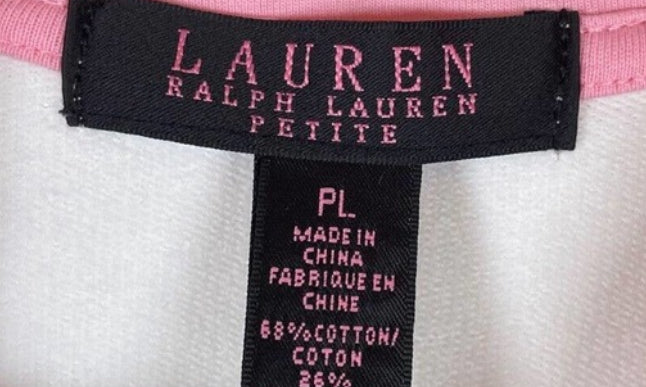 LAUREN
RALPH LAUREN
PETITE
PL
MADE IN
CHINA
FABRIQUE EN
CHINE
68% COTTON/
COTON
26%